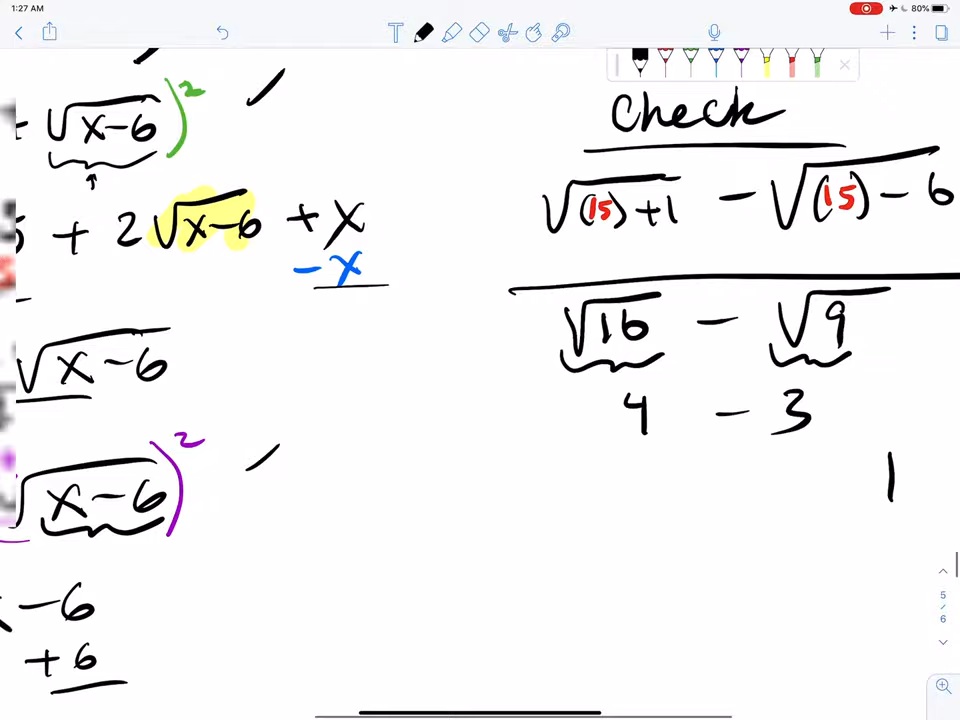 1:27 AM
80%
T
+ √(x-6))²
Check
√(15)+1 - √(15)-6
5 + 2√x-6 + x
- x
√16 - √9
√x-6
4 - 3
√x-6)²
1
x - 6
+ 6
5
/
6